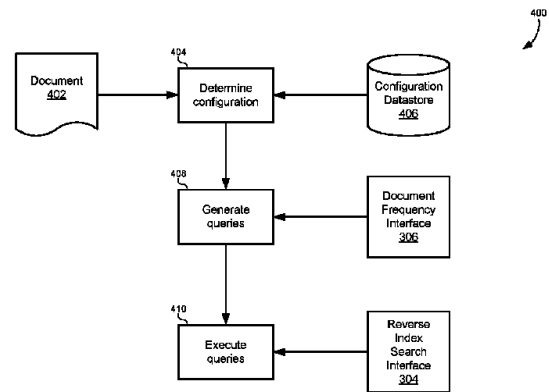 400
Document
402
404
Determine
configuration
Configuration
Datastore
406
408
Generate
queries
Document
Frequency
Interface
306
410
Execute
queries
Reverse
Index
Search
Interface
304